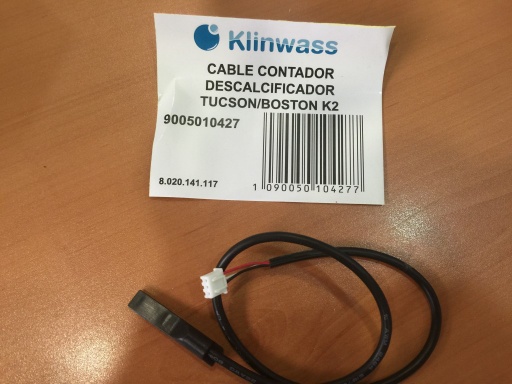 Klinwass
CABLE CONTADOR
DESCALCIFICADOR
TUCSON/BOSTON K2
9005010427
8.020.141.117
1 090050 104277